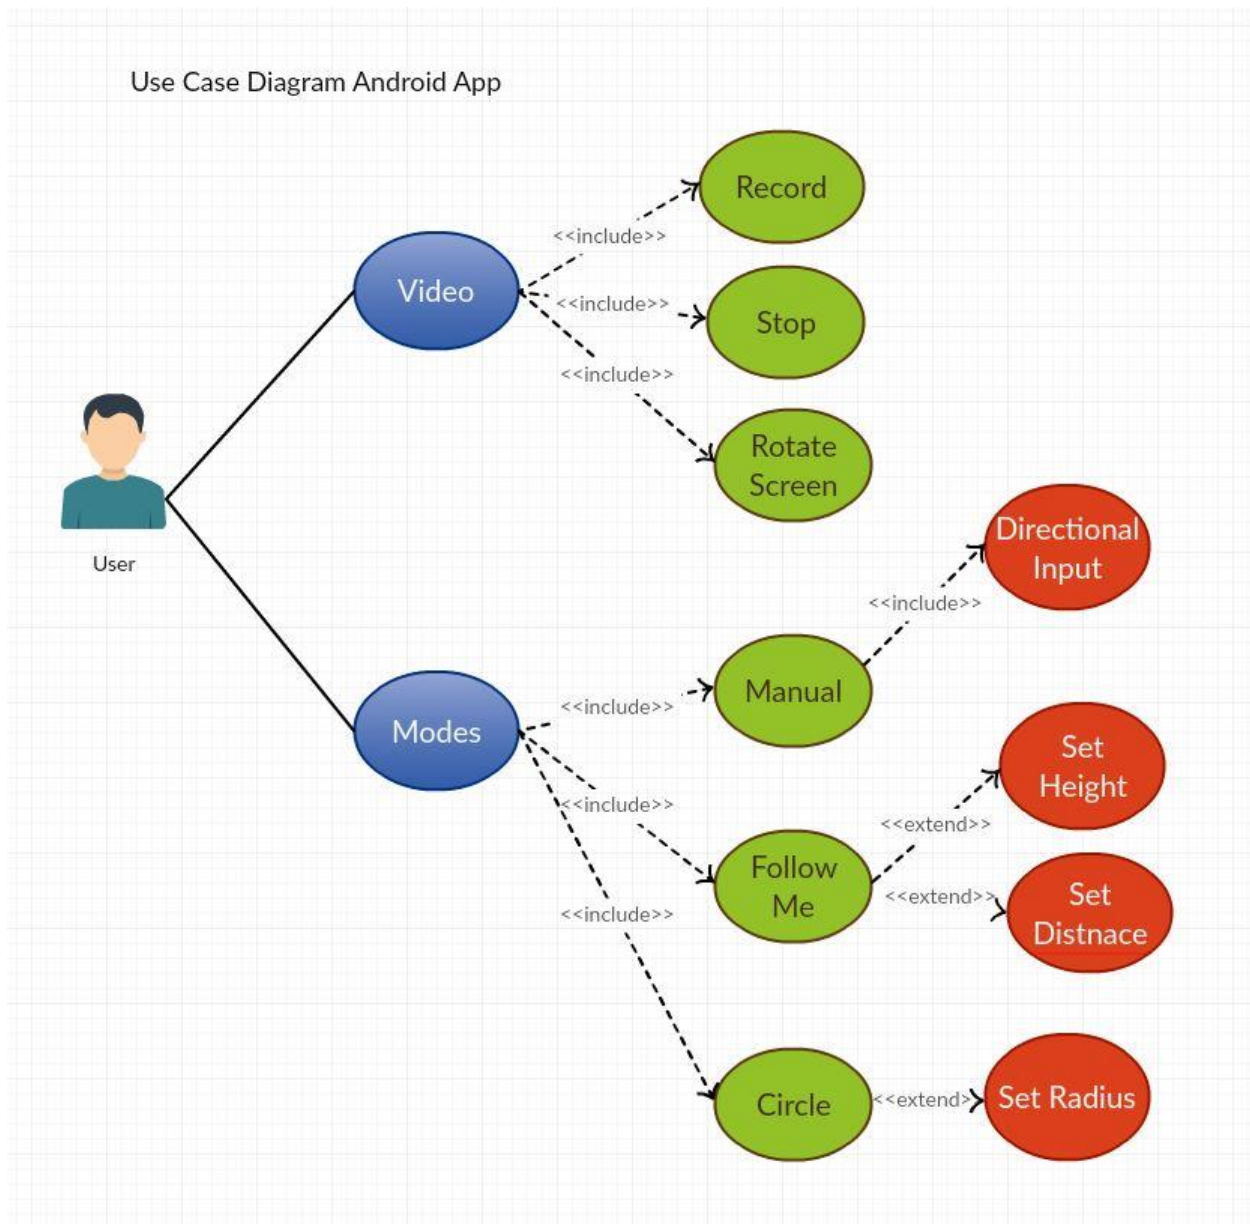 Use Case Diagram Android App
Record
<<include>>
Video
<<include>>
Stop
<<include>>
Rotate
Screen
User
Directional
Input
<<include>>
Manual
<<include>>
Modes
Set
Height
<<include>>
<<extend>>
Follow
Me
<<extend>>
Set
Distnace
<<include>>
Circle
<<extend>
Set Radius